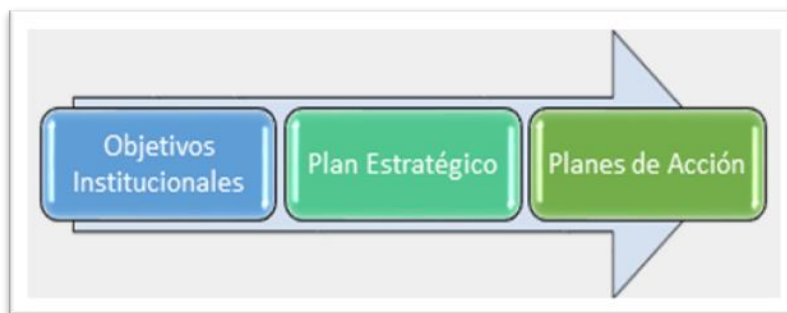 Objetivos
Institucionales
Plan Estratégico
Planes de Acción